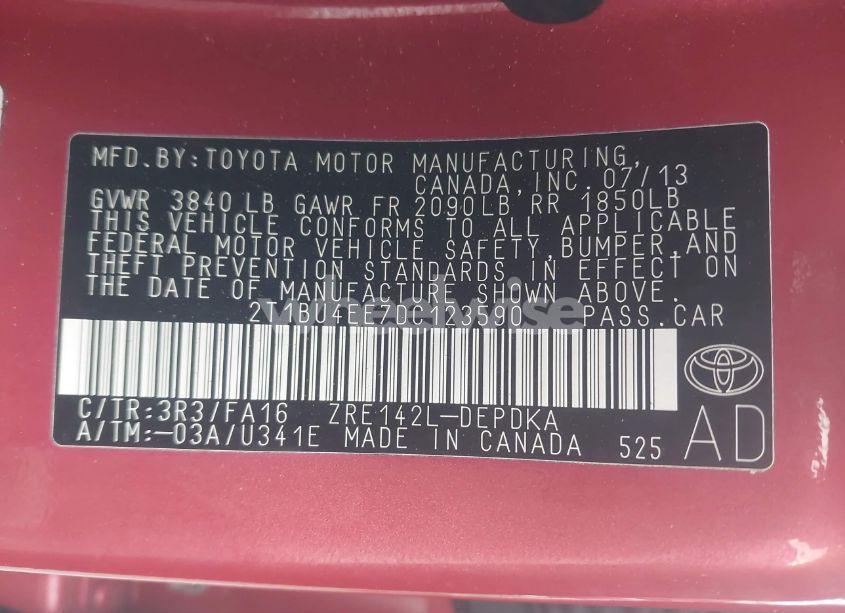 MFD.BY:TOYOTA MOTOR MANUFACTURING,
CANADA,INC. 07/13
GVWR 3840 LB GAWR FR 2090LB RR 1850LB
THIS VEHICLE CONFORMS TO ALL APPLICABLE
FEDERAL MOTOR VEHICLE SAFETY,BUMPER,AND
THEFT PREVENTION STANDARDS IN EFFECT ON
THE DATE OF MANUFACTURE SHOWN ABOVE.
2T1BU4EE7DC123590 PASS.CAR
C/TR:3R3/FA16 ZRE142L-DEPDKA
A/TM:-03A/U341E MADE IN CANADA 525 AD